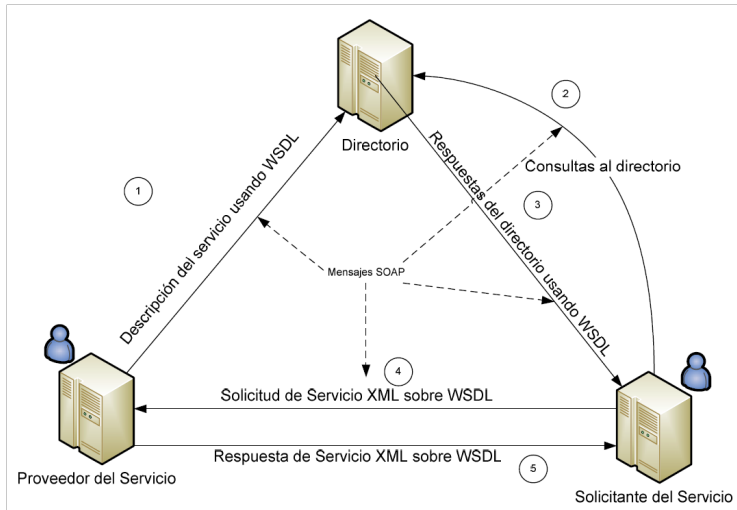 2
Directorio
Consultas al directorio
1
Descripción del servicio usando WSDL
Respuestas del directorio usando WSDL
3
Mensajes SOAP
4
Solicitud de Servicio XML sobre WSDL
Respuesta de Servicio XML sobre WSDL
5
Proveedor del Servicio
Solicitante del Servicio